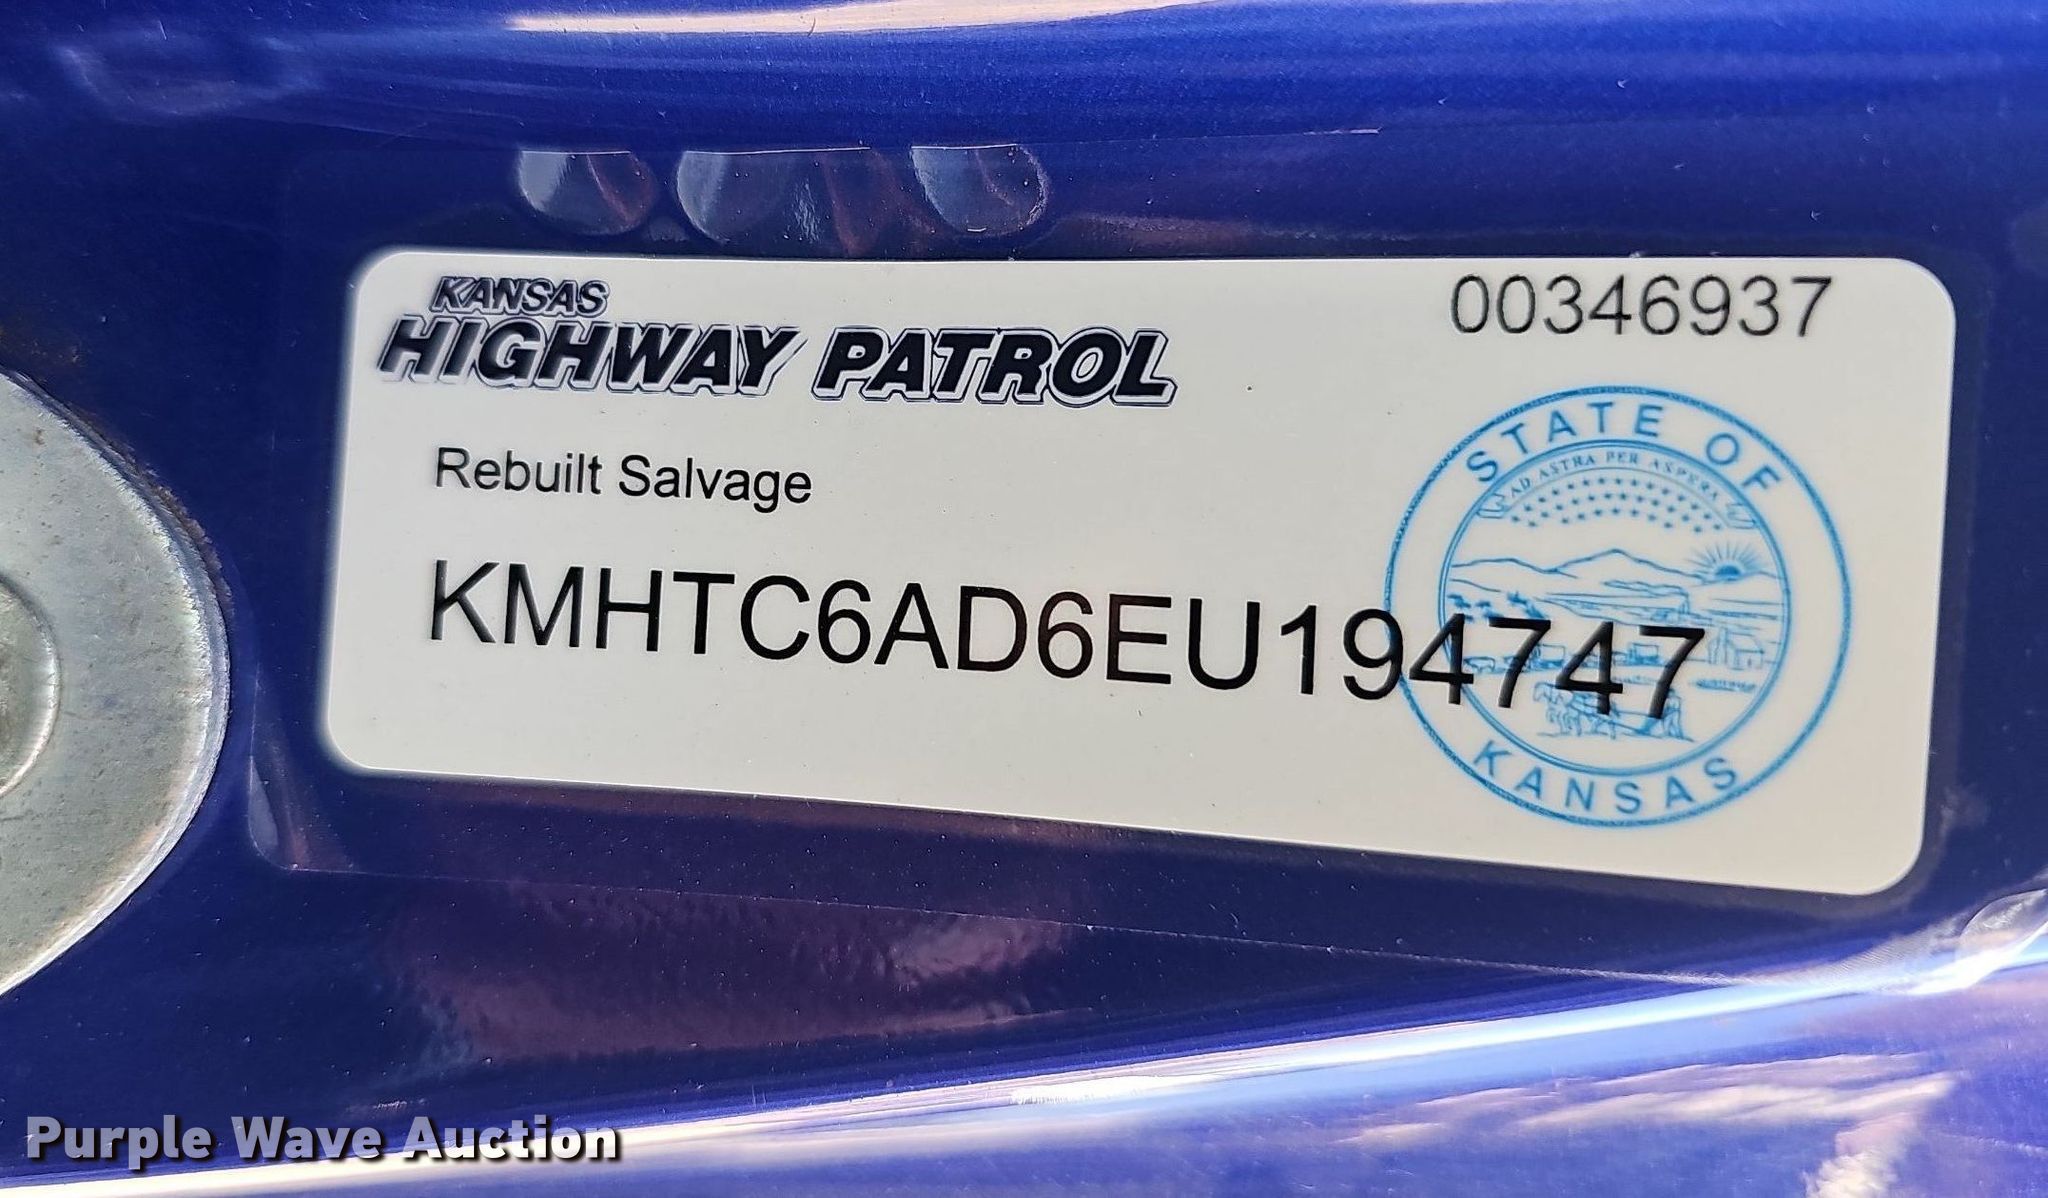 KANSAS
HIGHWAY PATROL
00346937
Rebuilt Salvage
KMHTC6AD6EU194747
STATE OF
AD ASTRA PER ASPERA
KANSAS
Purple Wave Auction